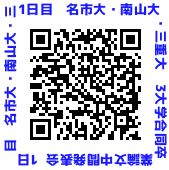 1日目　名市大・南山大
・三重大　3大学合同卒
業論文中間発表会 1日
目　名市大・南山大・三